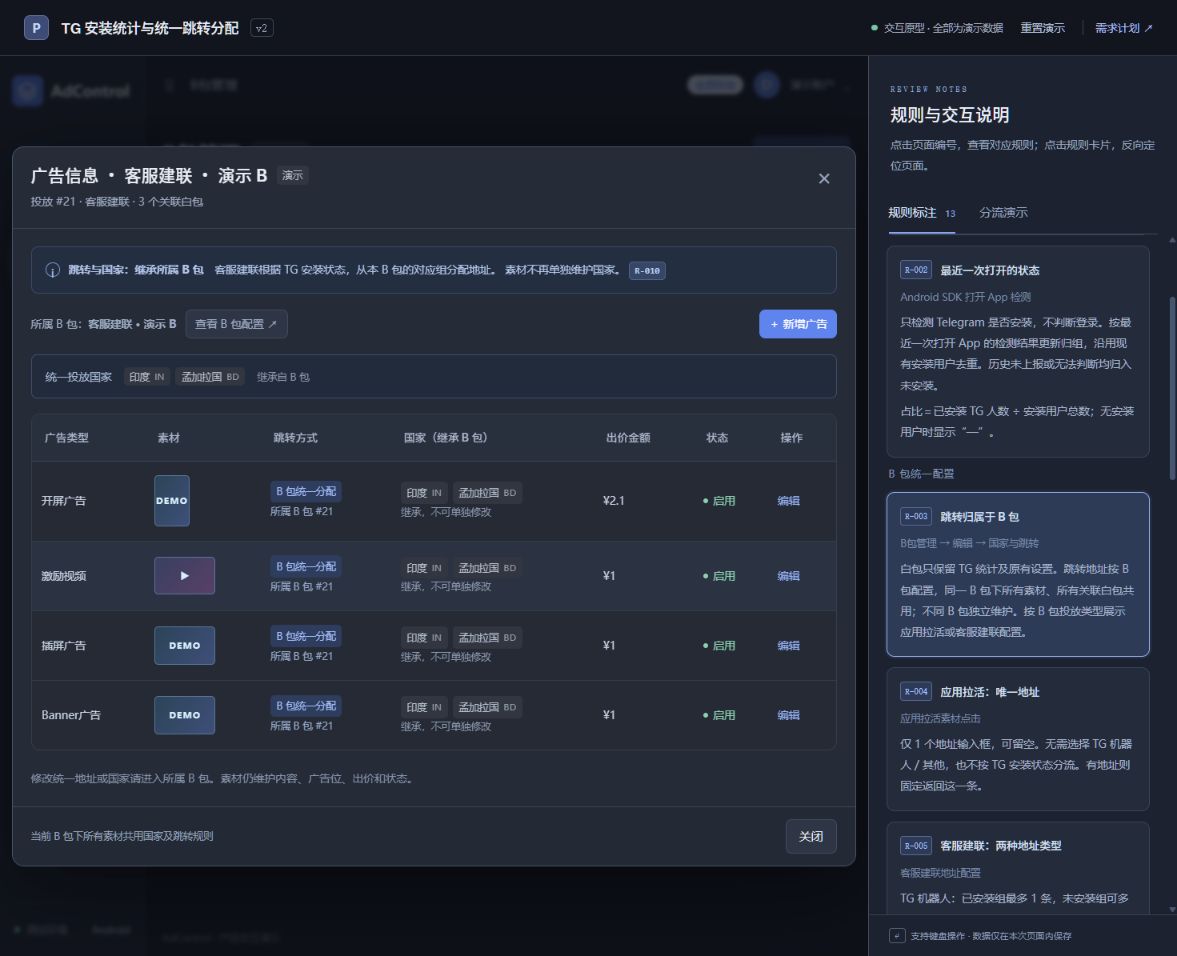 P TG 安装统计与统一跳转分配 v2
交互原型 · 全部为演示数据 重置演示 需求计划 ↗
AdControl
广告信息 • 客服建联 • 演示 B 演示
投放 #21 · 客服建联 · 3 个关联白包
跳转与国家：继承所属 B 包 客服建联根据 TG 安装状态，从本 B 包的对应组分配地址。素材不再单独维护国家。 R-010
所属 B 包：客服建联 • 演示 B 查看 B 包配置 ↗
+ 新增广告
统一投放国家 印度 IN 孟加拉国 BD 继承自 B 包
广告类型 素材 跳转方式 国家（继承 B 包） 出价金额 状态 操作
开屏广告 DEMO B 包统一分配 印度 IN 孟加拉国 BD ¥2.1 启用 编辑
所属 B 包 #21 继承，不可单独修改
激励视频 B 包统一分配 印度 IN 孟加拉国 BD ¥1 启用 编辑
所属 B 包 #21 继承，不可单独修改
插屏广告 DEMO B 包统一分配 印度 IN 孟加拉国 BD ¥1 启用 编辑
所属 B 包 #21 继承，不可单独修改
Banner广告 DEMO B 包统一分配 印度 IN 孟加拉国 BD ¥1 启用 编辑
所属 B 包 #21 继承，不可单独修改
修改统一地址或国家请进入所属 B 包。素材仍维护内容、广告位、出价和状态。
当前 B 包下所有素材共用国家及跳转规则
关闭
REVIEW NOTES
规则与交互说明
点击页面编号，查看对应规则；点击规则卡片，反向定
位页面。
规则标注 13 分流演示
R-002 最近一次打开的状态
Android SDK 打开 App 检测
只检测 Telegram 是否安装，不判断登录。按最
近一次打开 App 的检测结果更新归组，沿用现
有安装用户去重。历史未上报或无法判断均归入
未安装。
占比 = 已安装 TG 人数 ÷ 安装用户总数；无安装
用户时显示“—”。
B 包统一配置
R-003 跳转归属于 B 包
B包管理 → 编辑 → 国家与跳转
白包只保留 TG 统计及原有设置。跳转地址按 B
包配置，同一 B 包下所有素材、所有关联白包共
用；不同 B 包独立维护。按 B 包投放类型展示
应用拉活或客服建联配置。
R-004 应用拉活：唯一地址
应用拉活素材点击
仅 1 个地址输入框，可留空。无需选择 TG 机器
人 / 其他，也不按 TG 安装状态分流。有地址则
固定返回这一条。
R-005 客服建联：两种地址类型
客服建联地址配置
TG 机器人：已安装组最多 1 条，未安装组可多
支持键盘操作 · 数据仅在本次页面内保存